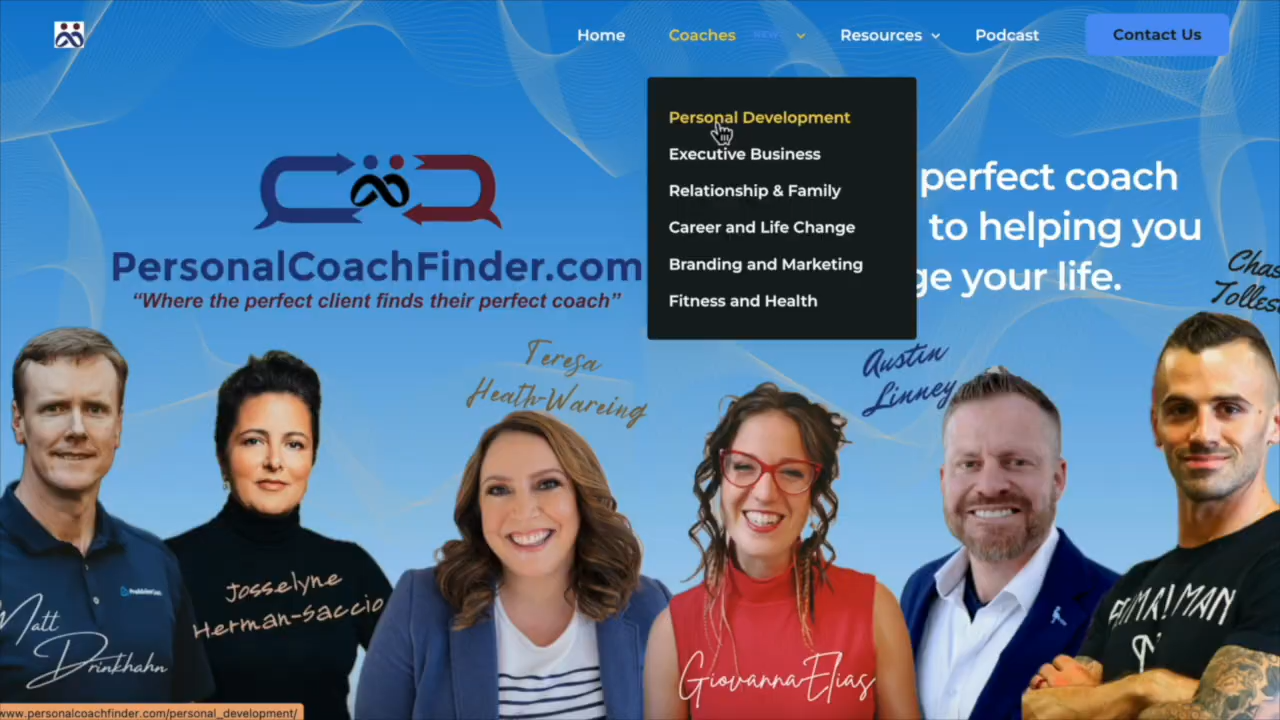 Home
Coaches NEW
Resources
Podcast
Contact Us
Personal Development
Executive Business
Relationship & Family
Career and Life Change
Branding and Marketing
Fitness and Health
PersonalCoachFinder.com
“Where the perfect client finds their perfect coach”
perfect coach
to helping you
ge your life.
Teresa
Heath-Wareing
Austin
Linney
Matt
Drinkhahn
Josselyne
Herman-Saccio
GiovannaElias
www.personalcoachfinder.com/personal_development/